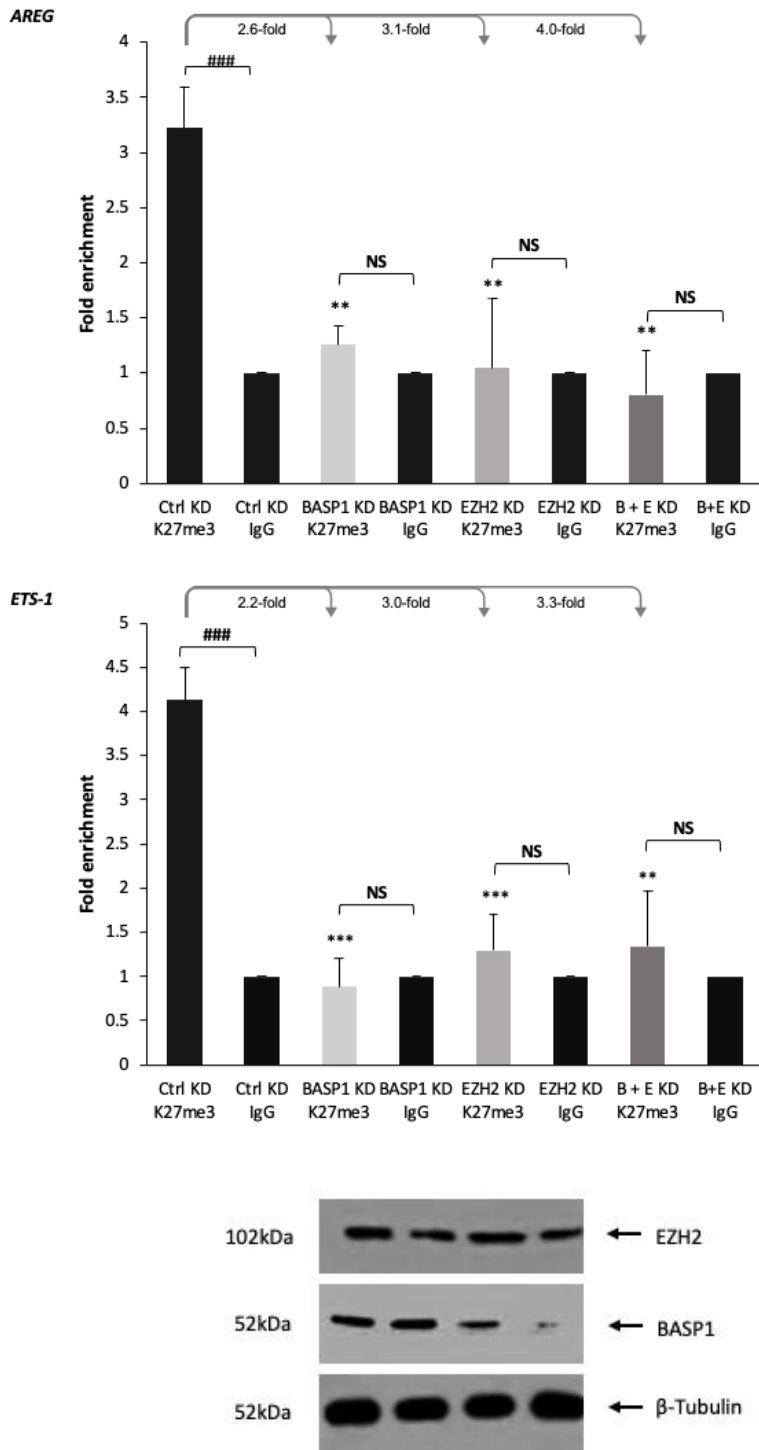 AREG
2.6-fold 3.1-fold 4.0-fold
###
NS
NS
NS
**
**
**
Fold enrichment
4
3.5
3
2.5
2
1.5
1
0.5
0
Ctrl KD K27me3
Ctrl KD IgG
BASP1 KD K27me3
BASP1 KD IgG
EZH2 KD K27me3
EZH2 KD IgG
B + E KD K27me3
B+E KD IgG
ETS-1
2.2-fold 3.0-fold 3.3-fold
###
NS
NS
NS
***
***
**
Fold enrichment
5
4.5
4
3.5
3
2.5
2
1.5
1
0.5
0
Ctrl KD K27me3
Ctrl KD IgG
BASP1 KD K27me3
BASP1 KD IgG
EZH2 KD K27me3
EZH2 KD IgG
B + E KD K27me3
B+E KD IgG
102kDa EZH2
52kDa BASP1
52kDa β-Tubulin